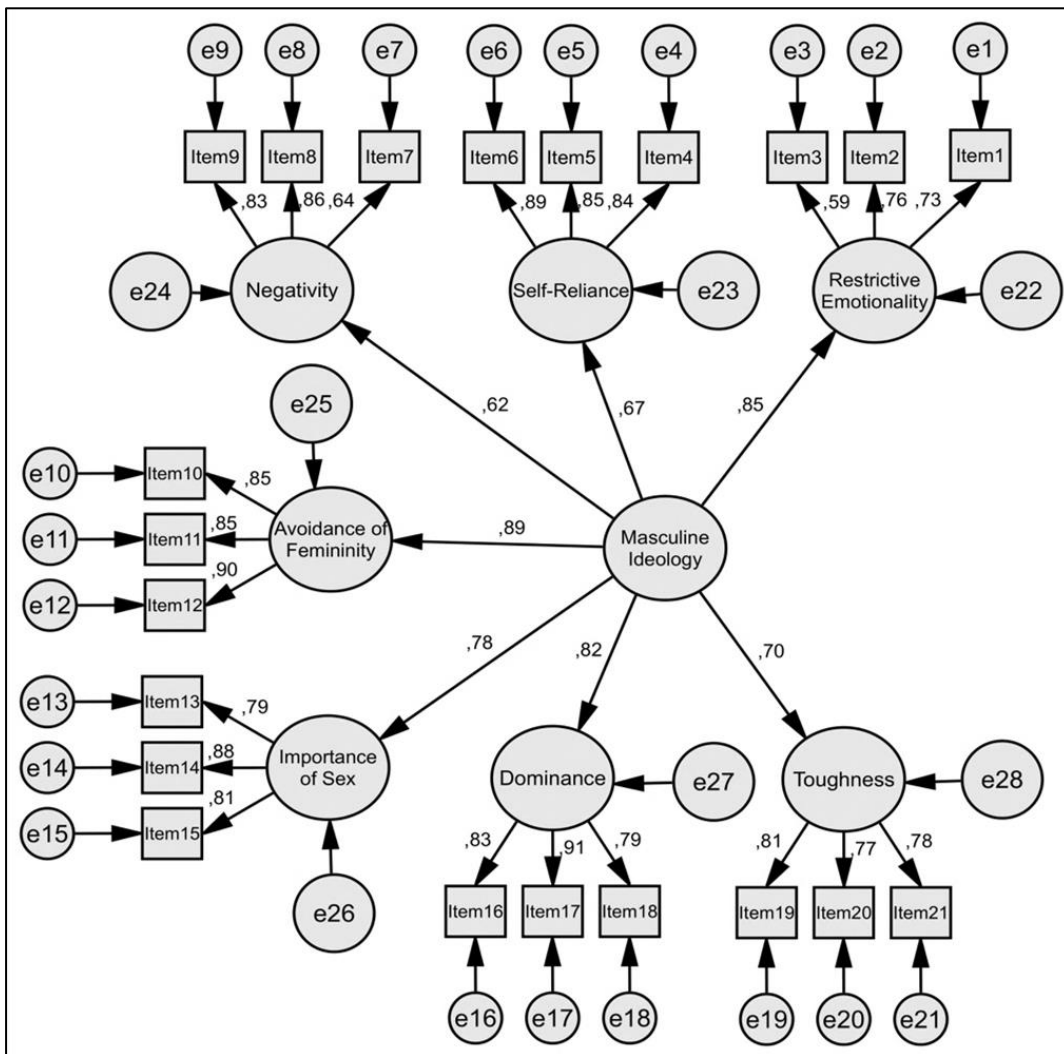 e9 e8 e7 e6 e5 e4 e3 e2 e1
Item9 Item8 Item7 Item6 Item5 Item4 Item3 Item2 Item1
,83 ,86 ,64 ,89 ,85 ,84 ,59 ,76 ,73
e24 Negativity Self-Reliance e23 Restrictive
Emotionality e22
,62 ,67 ,85
e25
e10 Item10 ,85
e11 Item11 ,85 Avoidance of
Femininity ,89 Masculine
Ideology
e12 Item12 ,90
,78 ,82 ,70
e13 Item13 ,79
e14 Item14 ,88 Importance
of Sex Dominance e27 Toughness e28
e15 Item15 ,81
,83 ,91 ,79 ,81 ,77 ,78
e26 Item16 Item17 Item18 Item19 Item20 Item21
e16 e17 e18 e19 e20 e21